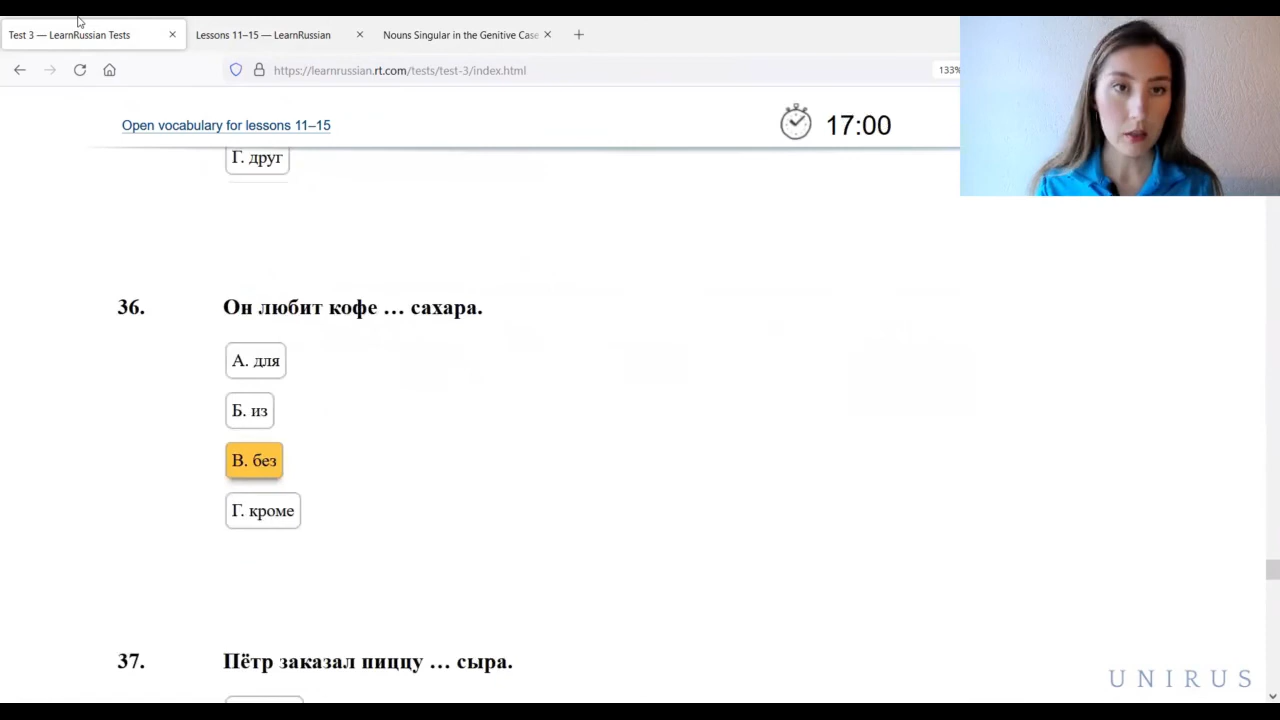 Test 3 — LearnRussian Tests
Lessons 11–15 — LearnRussian
Nouns Singular in the Genitive Case
https://learnrussian.rt.com/tests/test-3/index.html
133%
Open vocabulary for lessons 11–15
17:00
Г. друг
36. Он любит кофе … сахара.
А. для
Б. из
В. без
Г. кроме
37. Пётр заказал пиццу … сыра.
UNIRUS